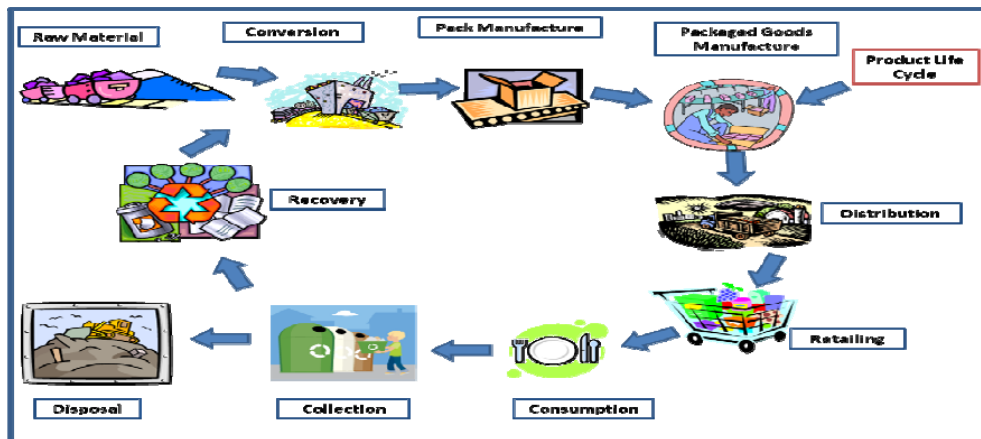 Raw Material
Conversion
Pack Manufacture
Packaged Goods
Manufacture
Product Life
Cycle
Recovery
Distribution
Retailing
Disposal
Collection
Consumption